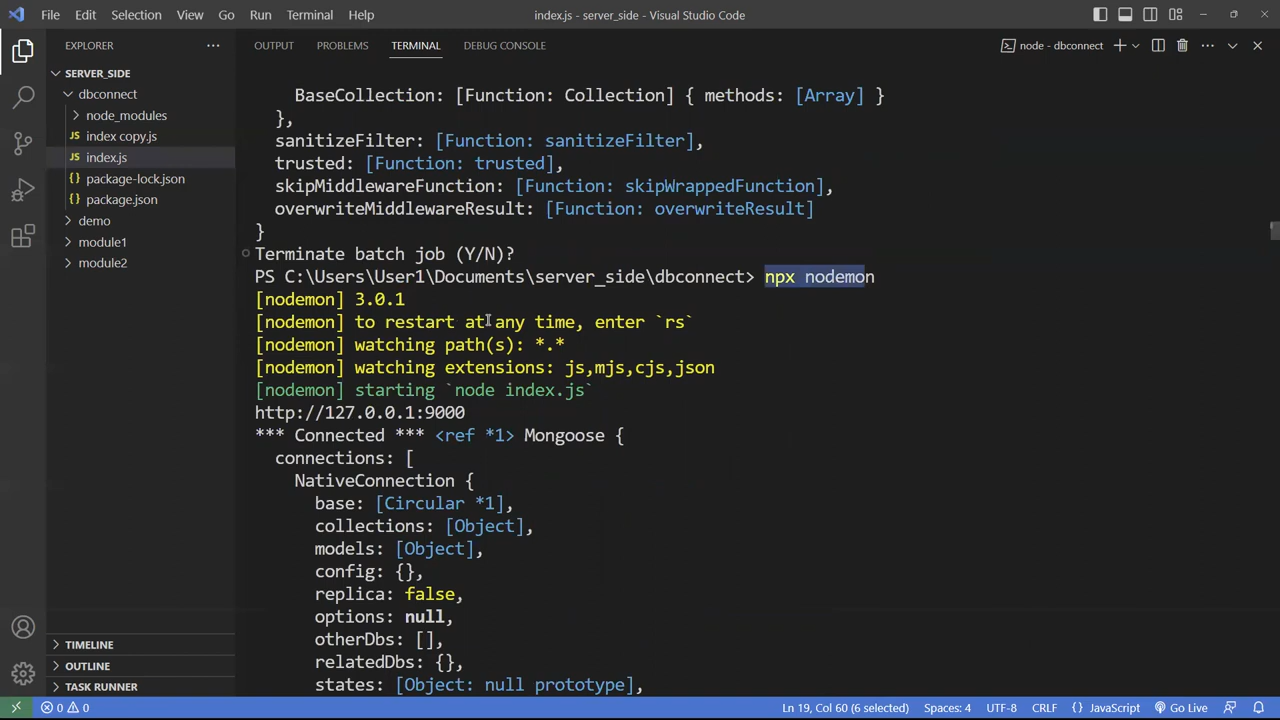 File Edit Selection View Go Run Terminal Help
index.js - server_side - Visual Studio Code
EXPLORER
SERVER_SIDE
dbconnect
node_modules
JS index copy.js
JS index.js
package-lock.json
package.json
demo
module1
module2
TIMELINE
OUTLINE
TASK RUNNER
OUTPUT PROBLEMS TERMINAL DEBUG CONSOLE
node - dbconnect
BaseCollection: [Function: Collection] { methods: [Array] }
},
sanitizeFilter: [Function: sanitizeFilter],
trusted: [Function: trusted],
skipMiddlewareFunction: [Function: skipWrappedFunction],
overwriteMiddlewareResult: [Function: overwriteResult]
}
Terminate batch job (Y/N)?
PS C:\Users\User1\Documents\server_side\dbconnect> npx nodemon
[nodemon] 3.0.1
[nodemon] to restart at any time, enter `rs`
[nodemon] watching path(s): *.*
[nodemon] watching extensions: js,mjs,cjs,json
[nodemon] starting `node index.js`
http://127.0.0.1:9000
*** Connected *** <ref *1> Mongoose {
connections: [
NativeConnection {
base: [Circular *1],
collections: [Object],
models: [Object],
config: {},
replica: false,
options: null,
otherDbs: [],
relatedDbs: {},
states: [Object: null prototype],
0 0 Ln 19, Col 60 (6 selected) Spaces: 4 UTF-8 CRLF {} JavaScript Go Live